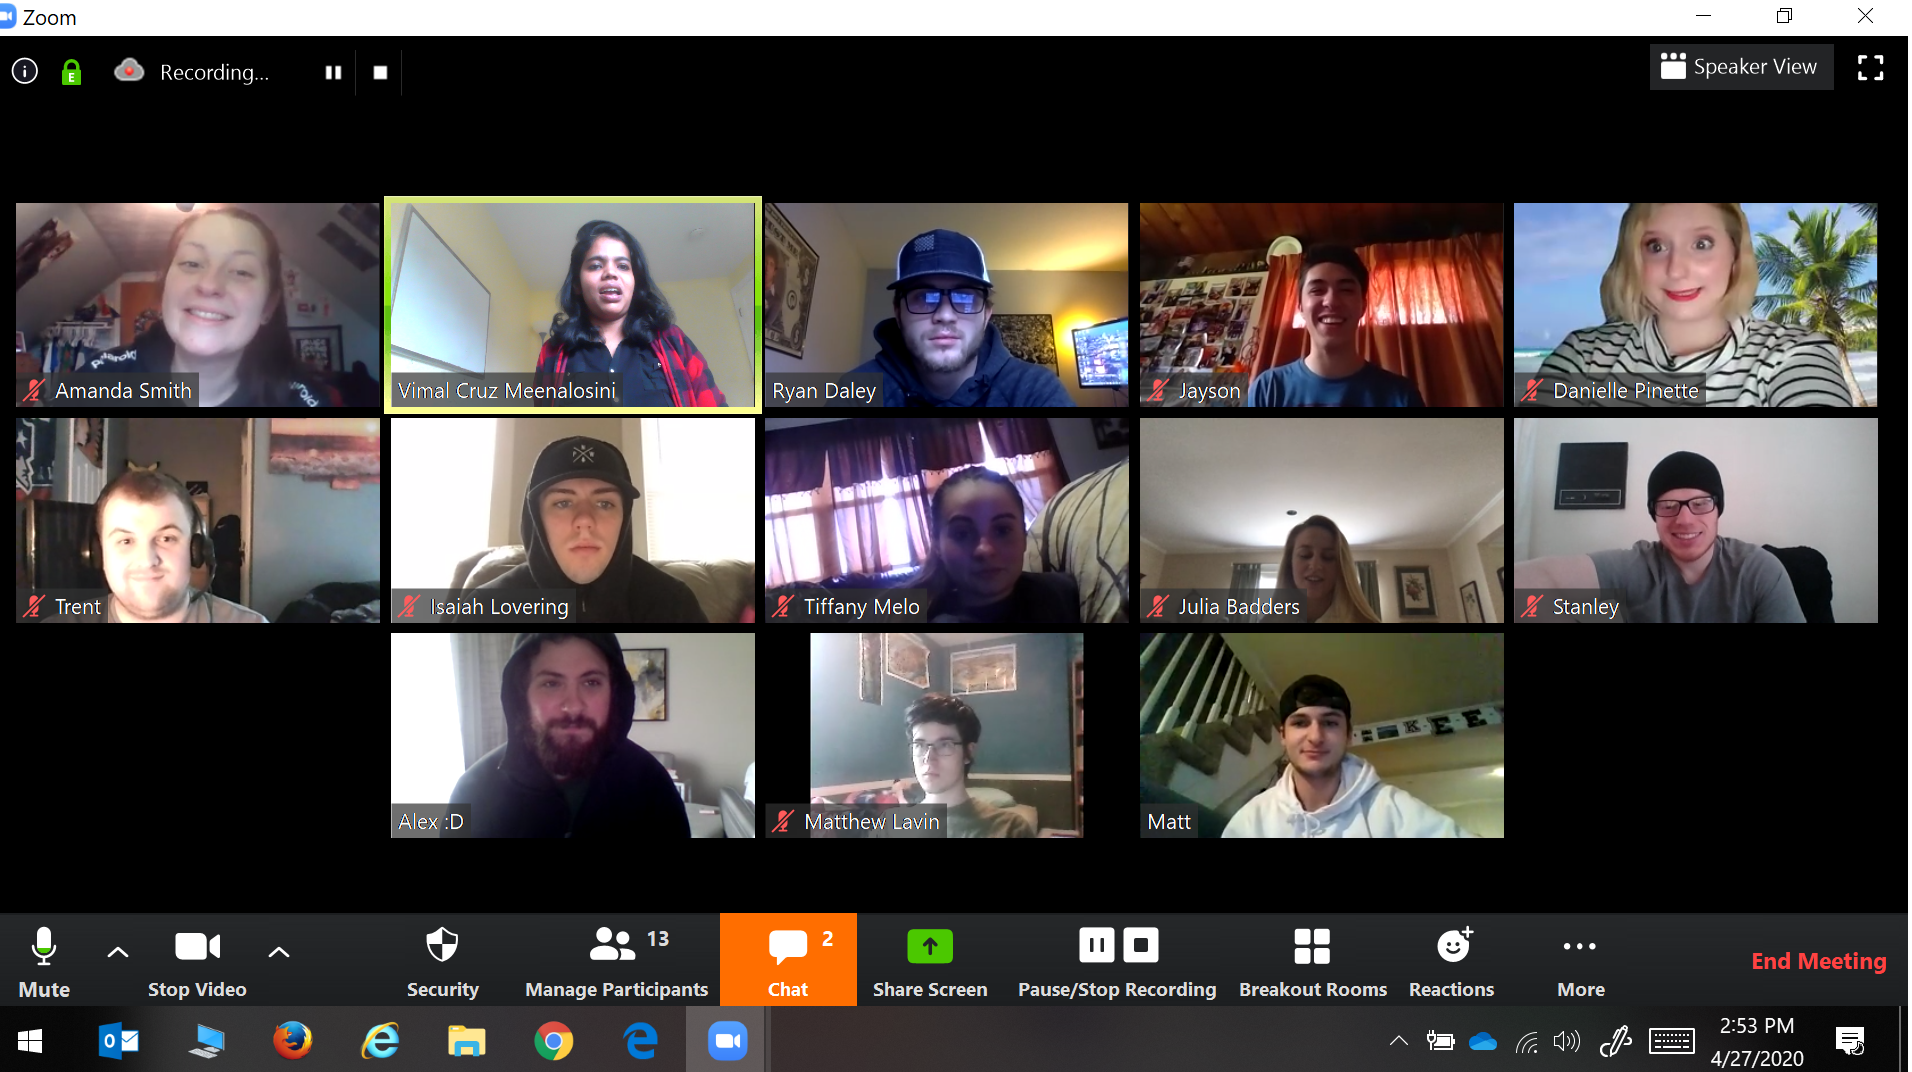 Zoom
Recording...
Speaker View
Amanda Smith
Vimal Cruz Meenalosini
Ryan Daley
Jayson
Danielle Pinette
Trent
Isaiah Lovering
Tiffany Melo
Julia Badders
Stanley
Alex :D
Matthew Lavin
Matt
13
2
Mute
Stop Video
Security
Manage Participants
Chat
Share Screen
Pause/Stop Recording
Breakout Rooms
Reactions
More
End Meeting
2:53 PM
4/27/2020